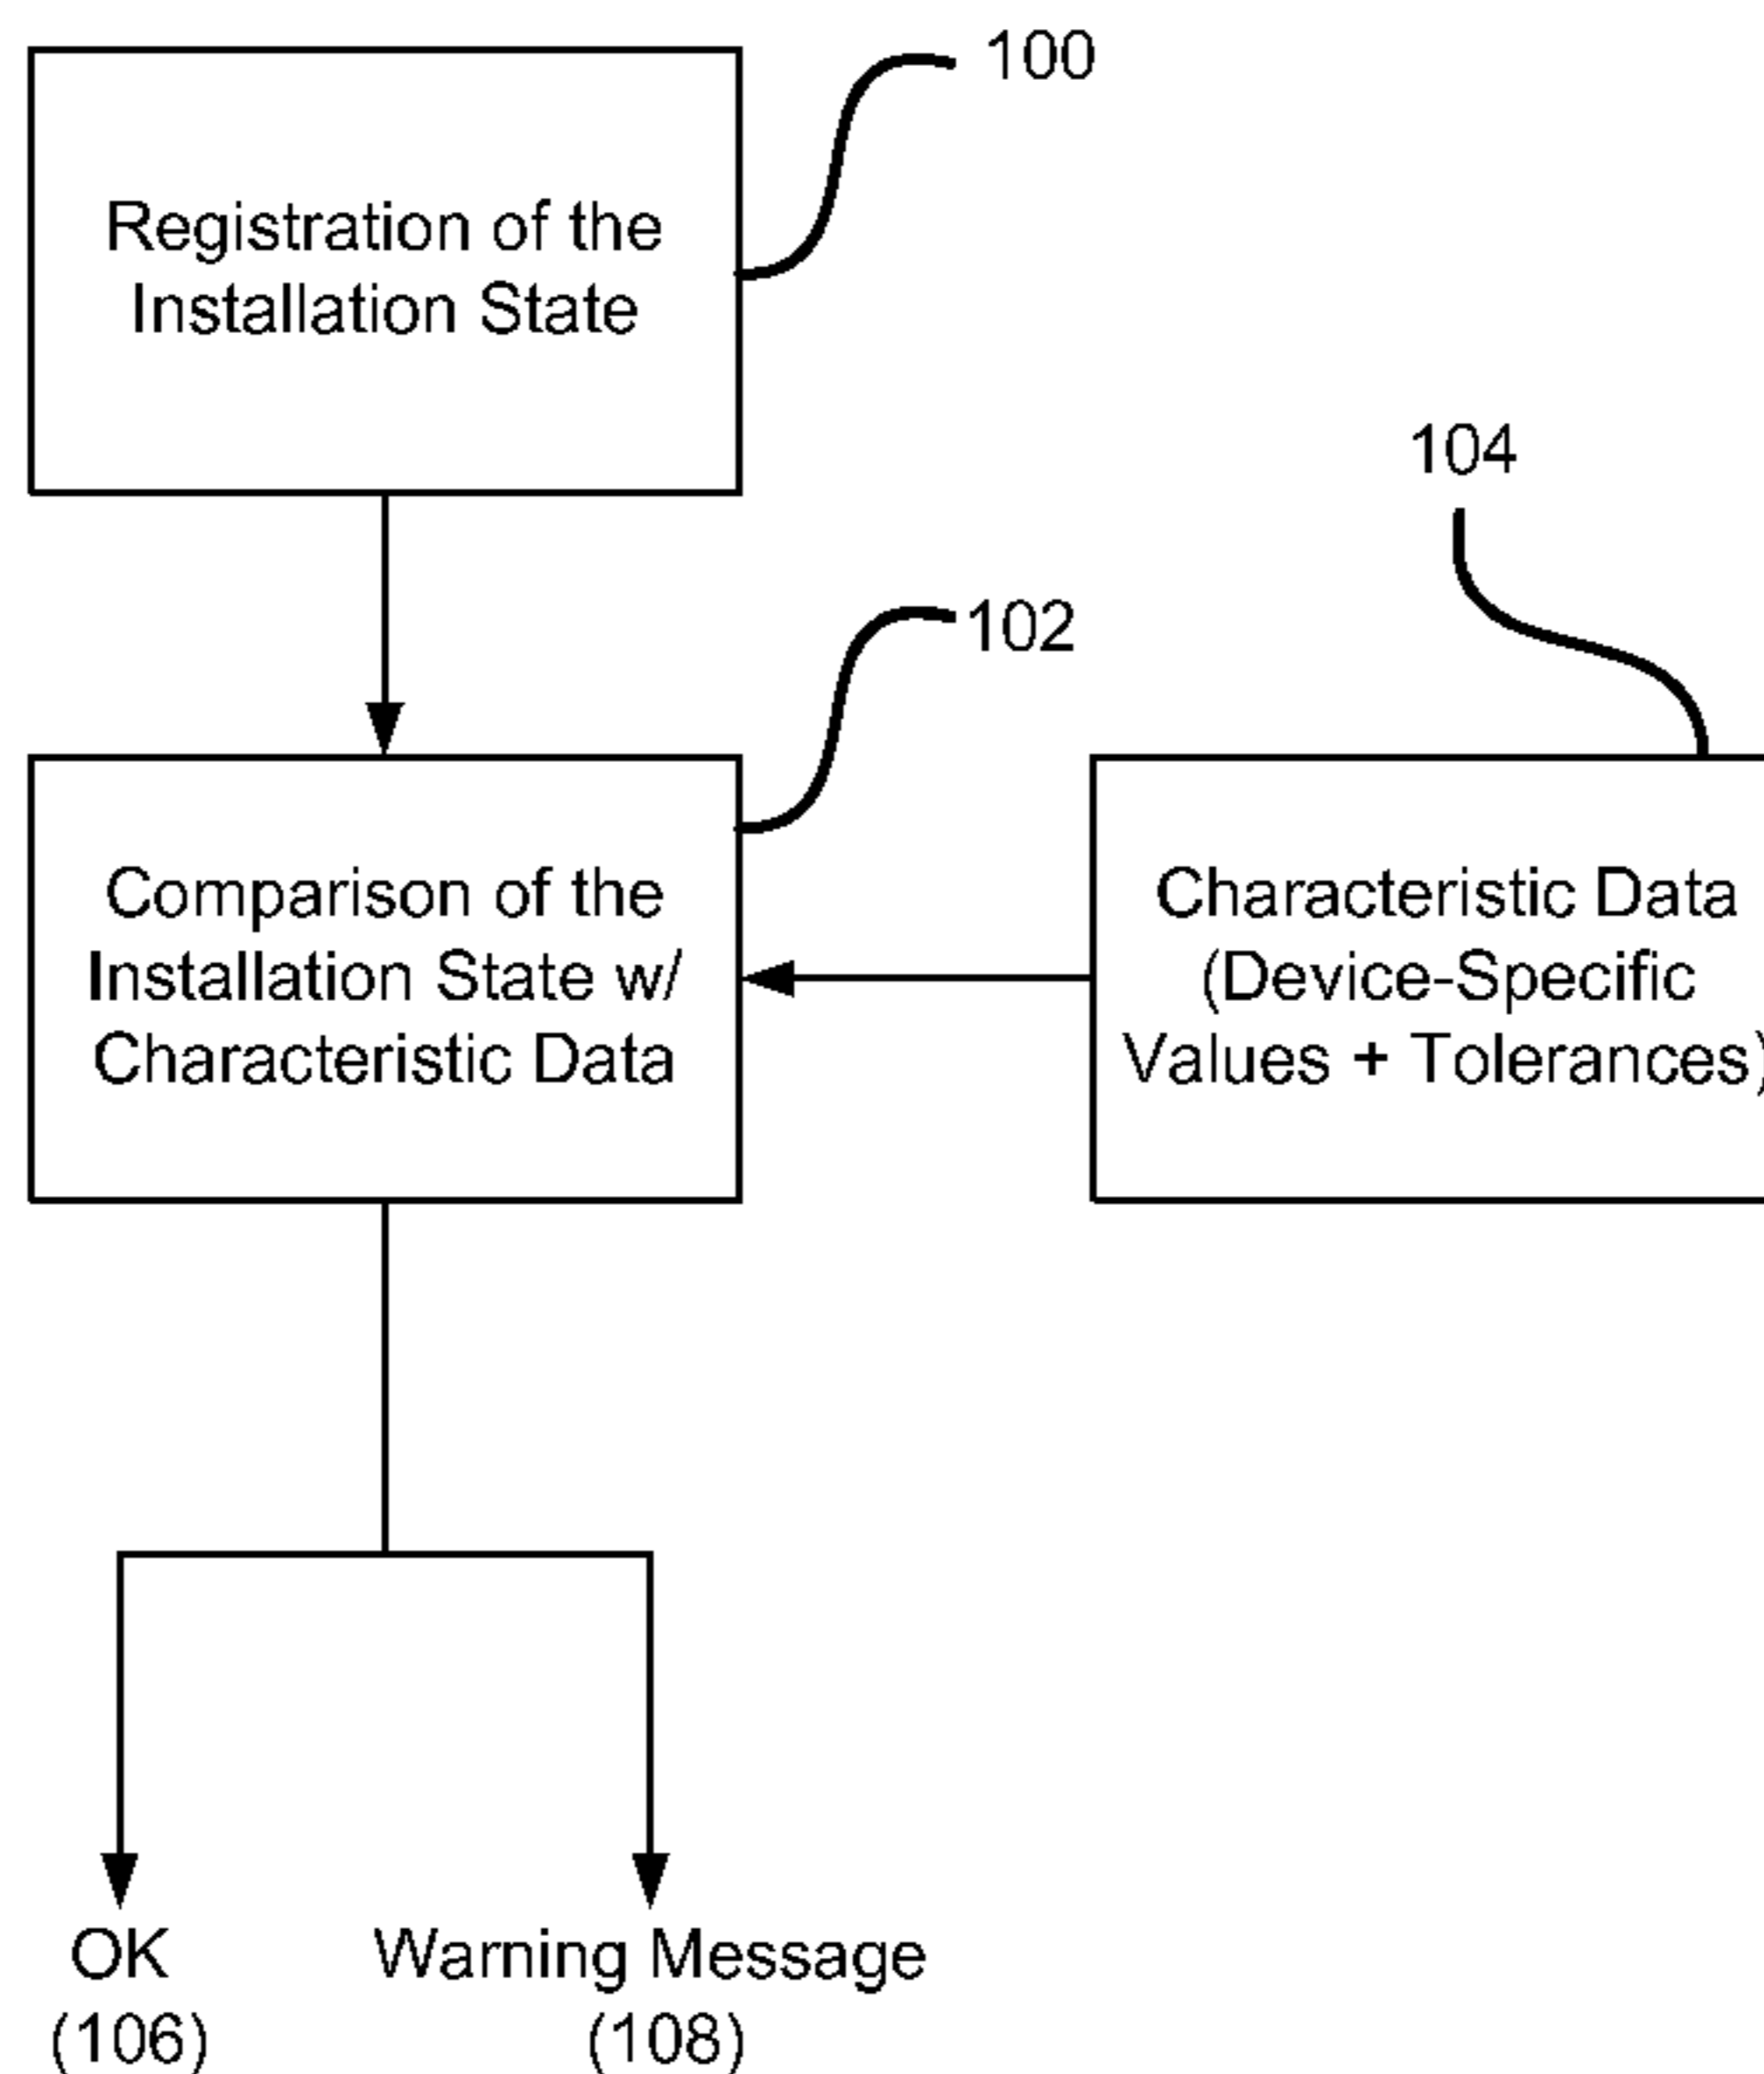 100
Registration of the
Installation State
104
102
Comparison of the
Installation State w/
Characteristic Data
Characteristic Data
(Device-Specific
Values + Tolerances)
OK
(106)
Warning Message
(108)